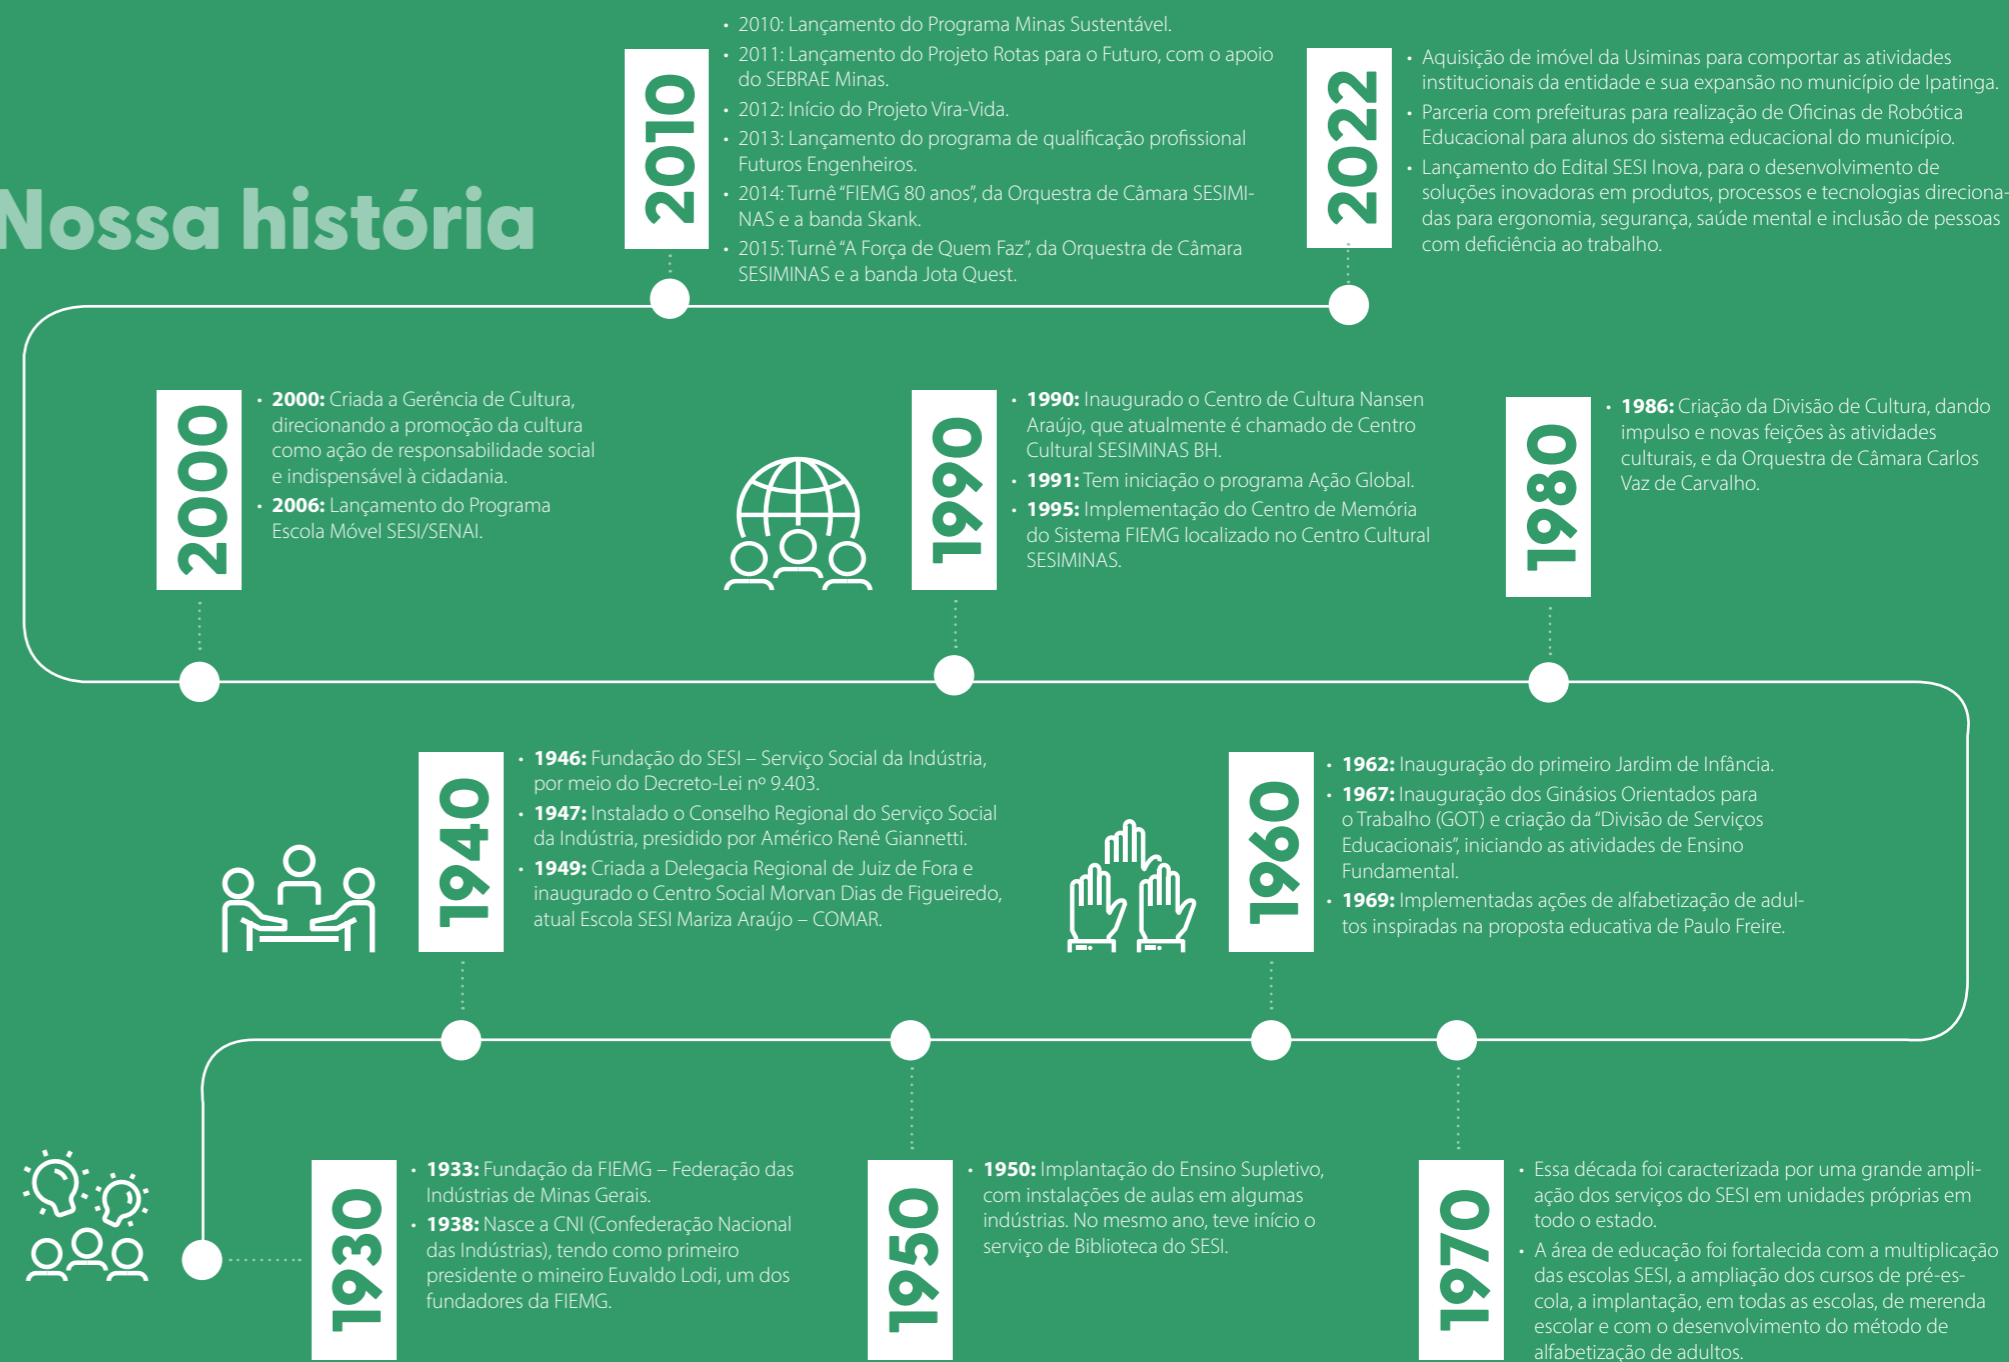 Nossa história
2010
• 2010: Lançamento do Programa Minas Sustentável.
• 2011: Lançamento do Projeto Rotas para o Futuro, com o apoio
do SEBRAE Minas.
• 2012: Início do Projeto Vira-Vida.
• 2013: Lançamento do programa de qualificação profissional
Futuros Engenheiros.
• 2014: Turnê “FIEMG 80 anos”, da Orquestra de Câmara SESIMI-
NAS e a banda Skank.
• 2015: Turnê “A Força de Quem Faz”, da Orquestra de Câmara
SESIMINAS e a banda Jota Quest.
2022
• Aquisição de imóvel da Usiminas para comportar as atividades
institucionais da entidade e sua expansão no município de Ipatinga.
• Parceria com prefeituras para realização de Oficinas de Robótica
Educacional para alunos do sistema educacional do município.
• Lançamento do Edital SESI Inova, para o desenvolvimento de
soluções inovadoras em produtos, processos e tecnologias direciona-
das para ergonomia, segurança, saúde mental e inclusão de pessoas
com deficiência ao trabalho.
2000
• 2000: Criada a Gerência de Cultura,
direcionando a promoção da cultura
como ação de responsabilidade social
e indispensável à cidadania.
• 2006: Lançamento do Programa
Escola Móvel SESI/SENAI.
1990
• 1990: Inaugurado o Centro de Cultura Nansen
Araújo, que atualmente é chamado de Centro
Cultural SESIMINAS BH.
• 1991: Tem iniciação o programa Ação Global.
• 1995: Implementação do Centro de Memória
do Sistema FIEMG localizado no Centro Cultural
SESIMINAS.
1980
• 1986: Criação da Divisão de Cultura, dando
impulso e novas feições às atividades
culturais, e da Orquestra de Câmara Carlos
Vaz de Carvalho.
1940
• 1946: Fundação do SESI – Serviço Social da Indústria,
por meio do Decreto-Lei nº 9.403.
• 1947: Instalado o Conselho Regional do Serviço Social
da Indústria, presidido por Américo Renê Giannetti.
• 1949: Criada a Delegacia Regional de Juiz de Fora e
inaugurado o Centro Social Morvan Dias de Figueiredo,
atual Escola SESI Mariza Araújo – COMAR.
1960
• 1962: Inauguração do primeiro Jardim de Infância.
• 1967: Inauguração dos Ginásios Orientados para
o Trabalho (GOT) e criação da “Divisão de Serviços
Educacionais”, iniciando as atividades de Ensino
Fundamental.
• 1969: Implementadas ações de alfabetização de adul-
tos inspiradas na proposta educativa de Paulo Freire.
1930
• 1933: Fundação da FIEMG – Federação das
Indústrias de Minas Gerais.
• 1938: Nasce a CNI (Confederação Nacional
das Indústrias), tendo como primeiro
presidente o mineiro Euvaldo Lodi, um dos
fundadores da FIEMG.
1950
• 1950: Implantação do Ensino Supletivo,
com instalações de aulas em algumas
indústrias. No mesmo ano, teve início o
serviço de Biblioteca do SESI.
1970
• Essa década foi caracterizada por uma grande ampli-
ação dos serviços do SESI em unidades próprias em
todo o estado.
• A área de educação foi fortalecida com a multiplicação
das escolas SESI, a ampliação dos cursos de pré-es-
cola, a implantação, em todas as escolas, de merenda
escolar e com o desenvolvimento do método de
alfabetização de adultos.